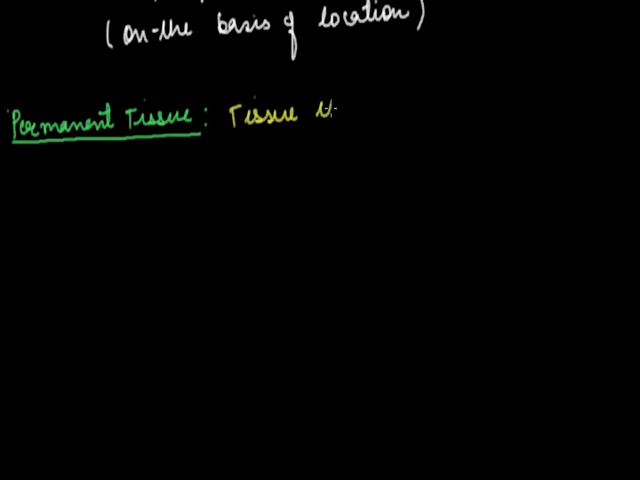 (on-the basis of location)
Permanent Tissue : Tissue